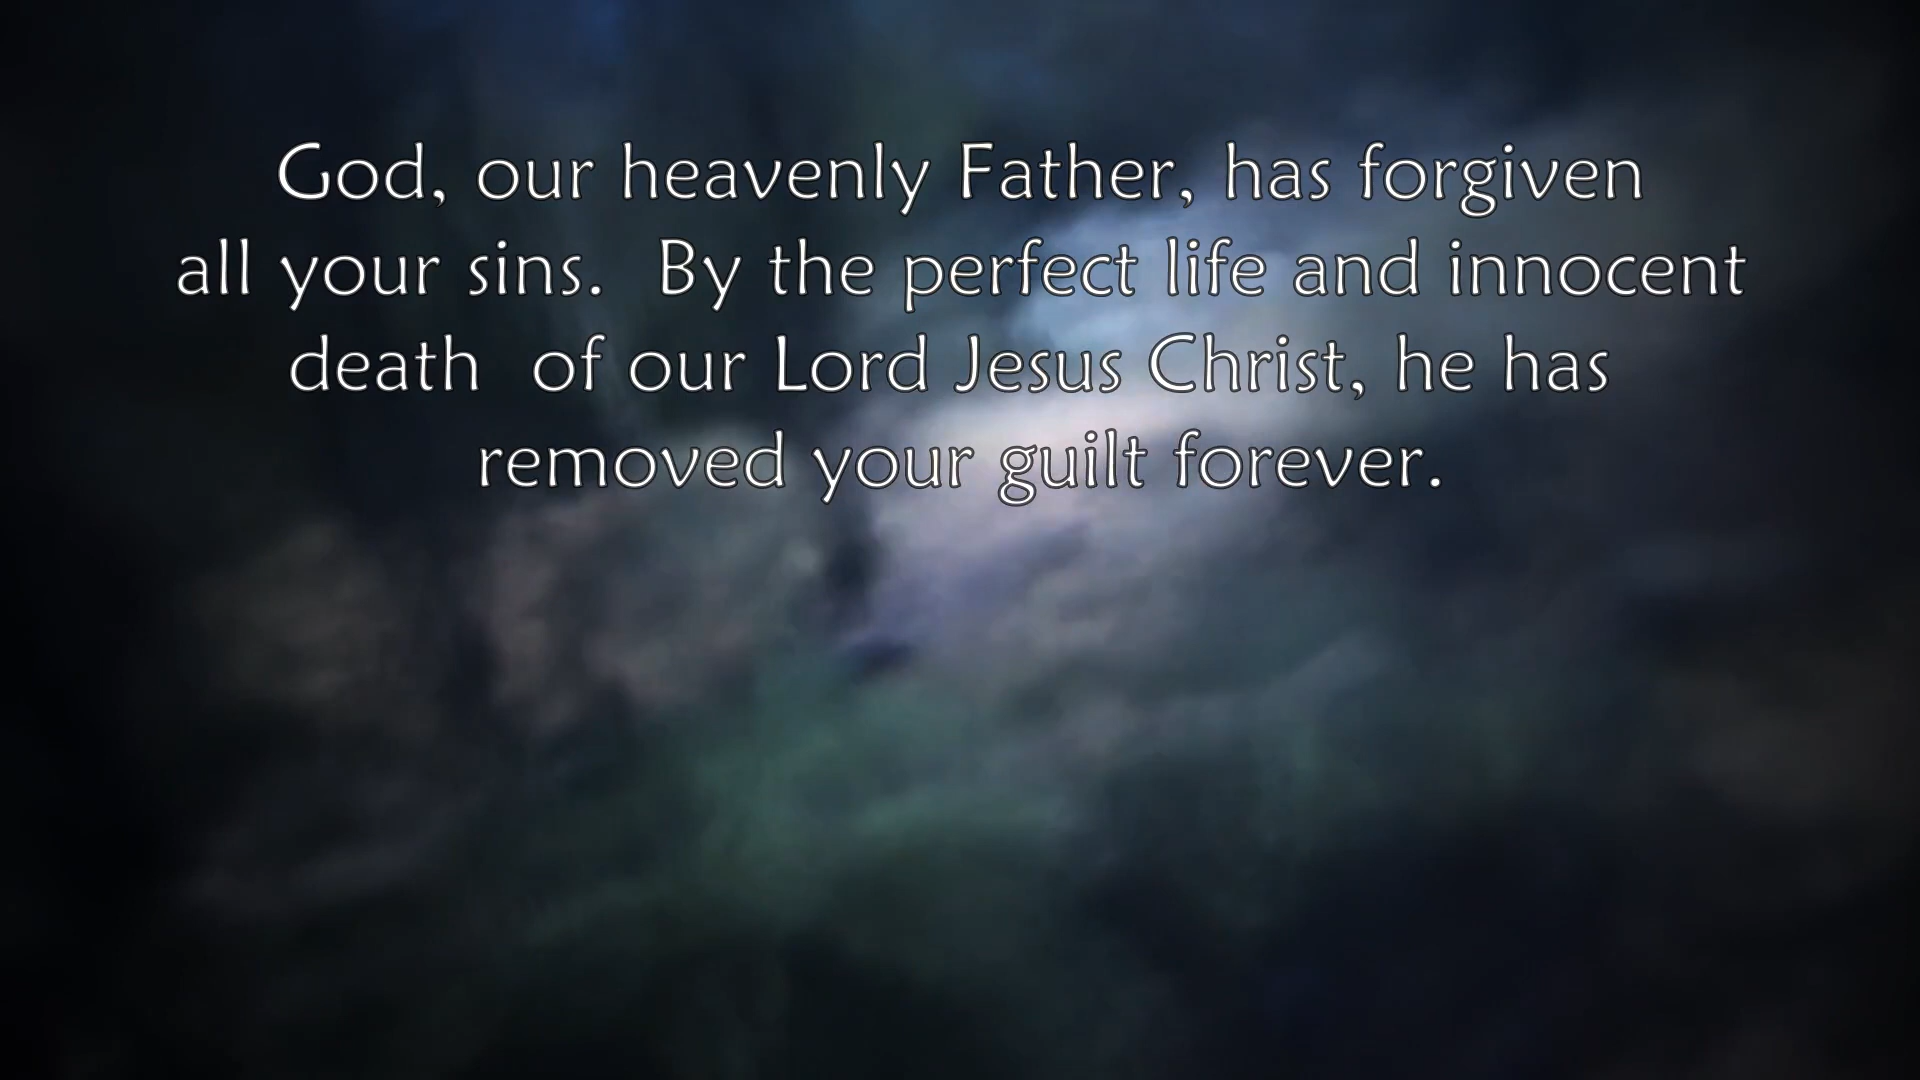 God, our heavenly Father, has forgiven
all your sins.  By the perfect life and innocent
death  of our Lord Jesus Christ, he has
removed your guilt forever.